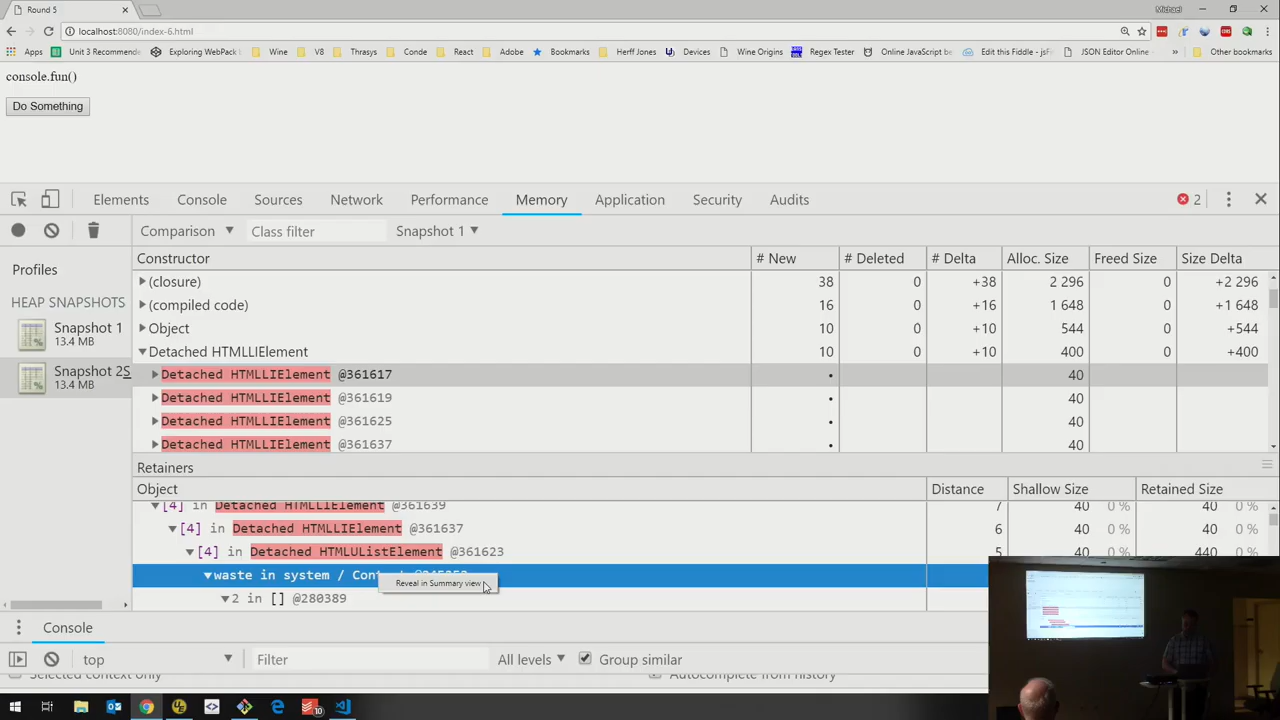 Round 5
Michael
localhost:8080/index-6.html
Apps Unit 3 Recommend Exploring WebPack Wine V8 Thrasys Conde React Adobe Bookmarks Herff Jones Devices Wine Origins Regex Tester Online JavaScript be Edit this Fiddle - jsF JSON Editor Online - Other bookmarks
console.fun()
Do Something
Elements Console Sources Network Performance Memory Application Security Audits 2
Comparison Class filter Snapshot 1
Profiles
HEAP SNAPSHOTS
Snapshot 1
13.4 MB
Snapshot 2S
13.4 MB
Constructor # New # Deleted # Delta Alloc. Size Freed Size Size Delta
(closure) 38 0 +38 2 296 0 +2 296
(compiled code) 16 0 +16 1 648 0 +1 648
Object 10 0 +10 544 0 +544
Detached HTMLLIElement 10 0 +10 400 0 +400
Detached HTMLLIElement @361617 • 40
Detached HTMLLIElement @361619 • 40
Detached HTMLLIElement @361625 • 40
Detached HTMLLIElement @361637 • 40
Retainers
Object Distance Shallow Size Retained Size
[4] in Detached HTMLLIElement @361639 7 40 0 % 40 0 %
[4] in Detached HTMLLIElement @361637 6 40 0 % 40 0 %
[4] in Detached HTMLUListElement @361623 5 40 0 % 440 0 %
waste in system / Cont
Reveal in Summary view
2 in [] @280389
Console
top Filter All levels Group similar
Selected context only Autocomplete from history
10